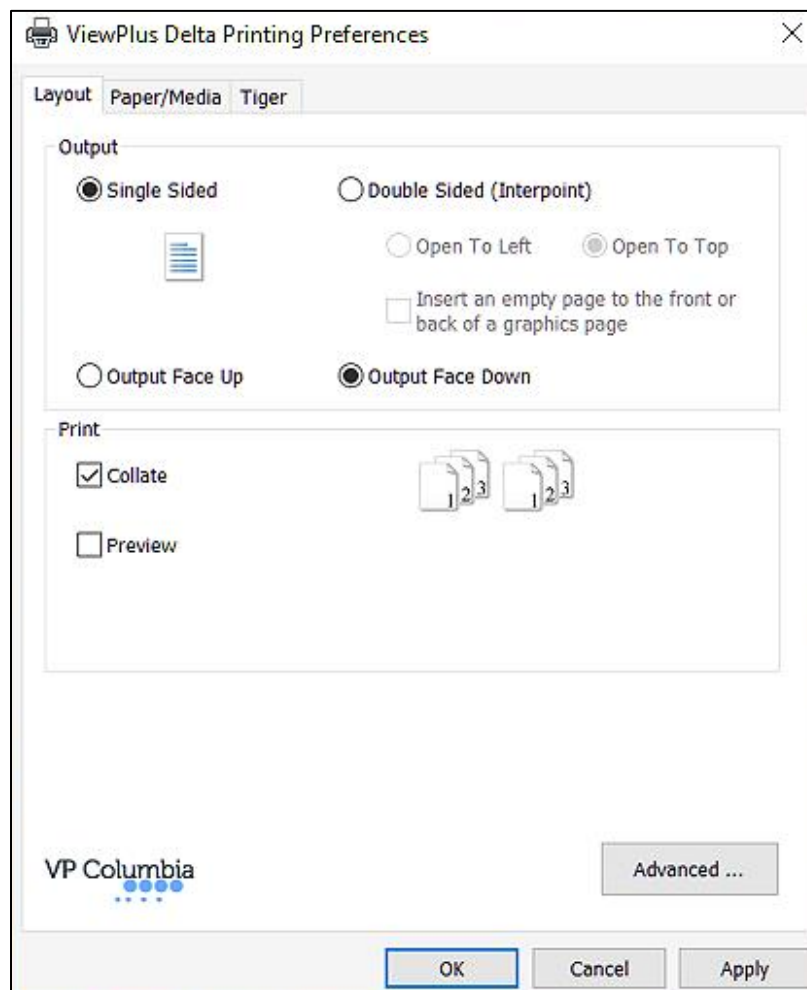 ViewPlus Delta Printing Preferences
Layout Paper/Media Tiger
Output
Single Sided Double Sided (Interpoint)
Open To Left Open To Top
Insert an empty page to the front or
back of a graphics page
Output Face Up Output Face Down
Print
Collate
1 2 3 1 2 3
Preview
VP Columbia
Advanced ...
OK Cancel Apply